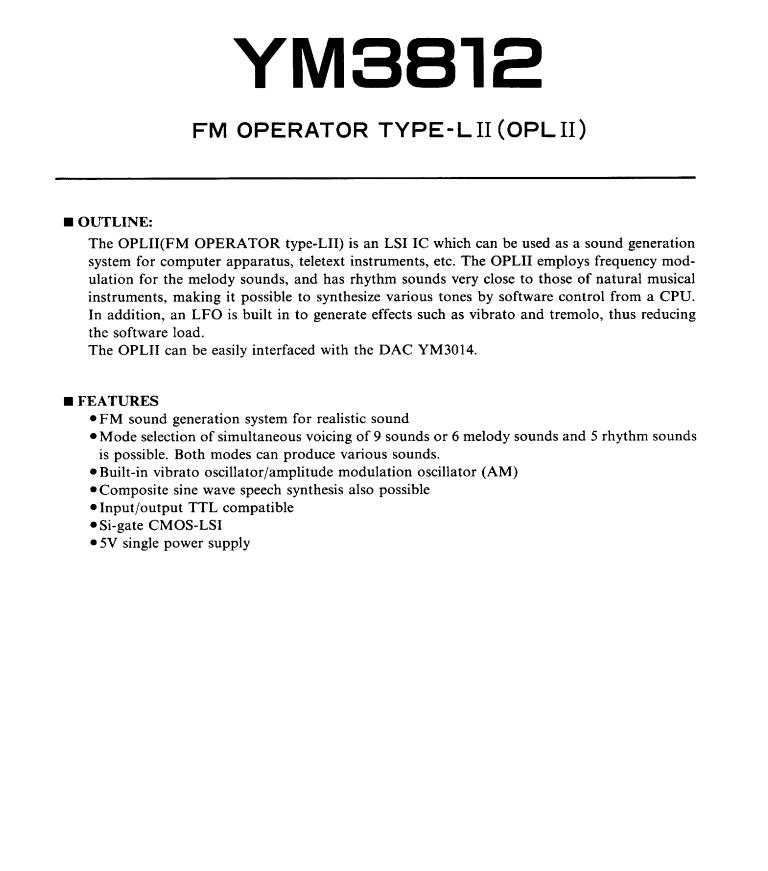 YM3812
FM OPERATOR TYPE-LII(OPLII)
■ OUTLINE:
The OPLII(FM OPERATOR type-LII) is an LSI IC which can be used as a sound generation
system for computer apparatus, teletext instruments, etc. The OPLII employs frequency mod-
ulation for the melody sounds, and has rhythm sounds very close to those of natural musical
instruments, making it possible to synthesize various tones by software control from a CPU.
In addition, an LFO is built in to generate effects such as vibrato and tremolo, thus reducing
the software load.
The OPLII can be easily interfaced with the DAC YM3014.
■ FEATURES
●FM sound generation system for realistic sound
●Mode selection of simultaneous voicing of 9 sounds or 6 melody sounds and 5 rhythm sounds
is possible. Both modes can produce various sounds.
●Built-in vibrato oscillator/amplitude modulation oscillator (AM)
●Composite sine wave speech synthesis also possible
●Input/output TTL compatible
●Si-gate CMOS-LSI
●5V single power supply